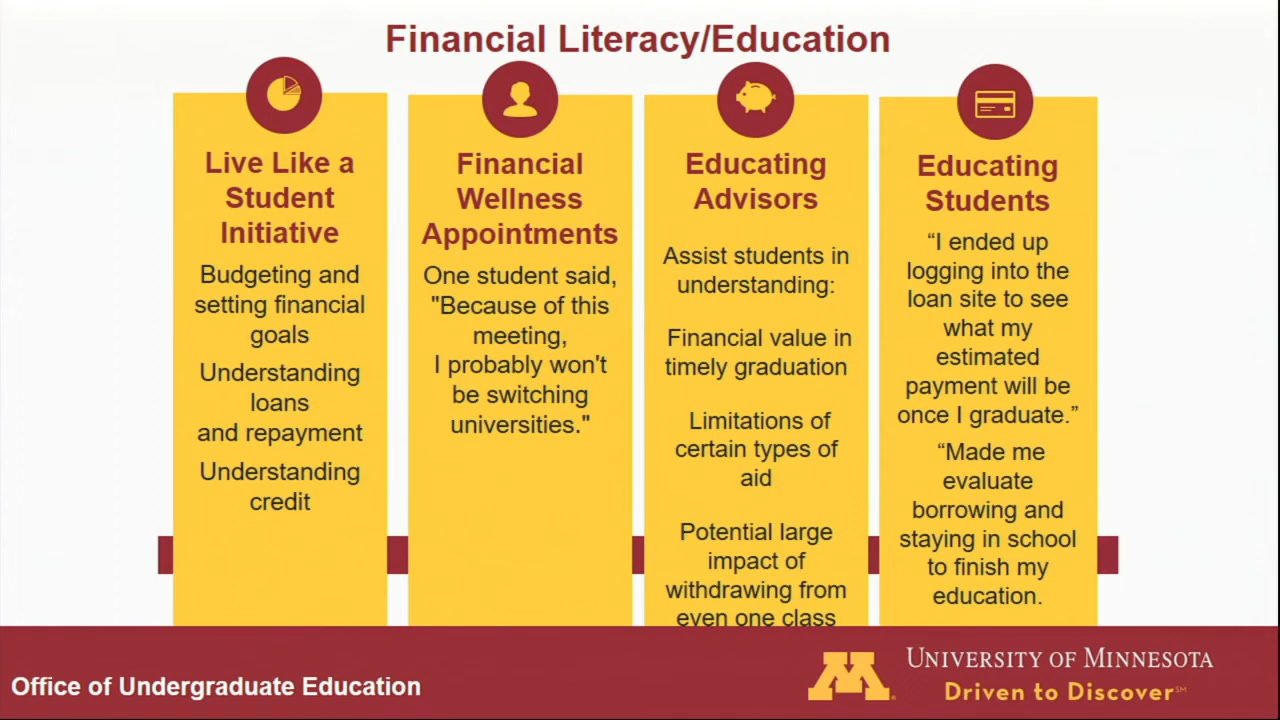 Financial Literacy/Education
Live Like a
Student
Initiative
Budgeting and
setting financial
goals
Understanding
loans
and repayment
Understanding
credit
Financial
Wellness
Appointments
One student said,
"Because of this
meeting,
I probably won't
be switching
universities."
Educating
Advisors
Assist students in
understanding:
Financial value in
timely graduation
Limitations of
certain types of
aid
Potential large
impact of
withdrawing from
even one class
Educating
Students
“I ended up
logging into the
loan site to see
what my
estimated
payment will be
once I graduate.”
“Made me
evaluate
borrowing and
staying in school
to finish my
education.
Office of Undergraduate Education
M
UNIVERSITY OF MINNESOTA
Driven to Discover℠